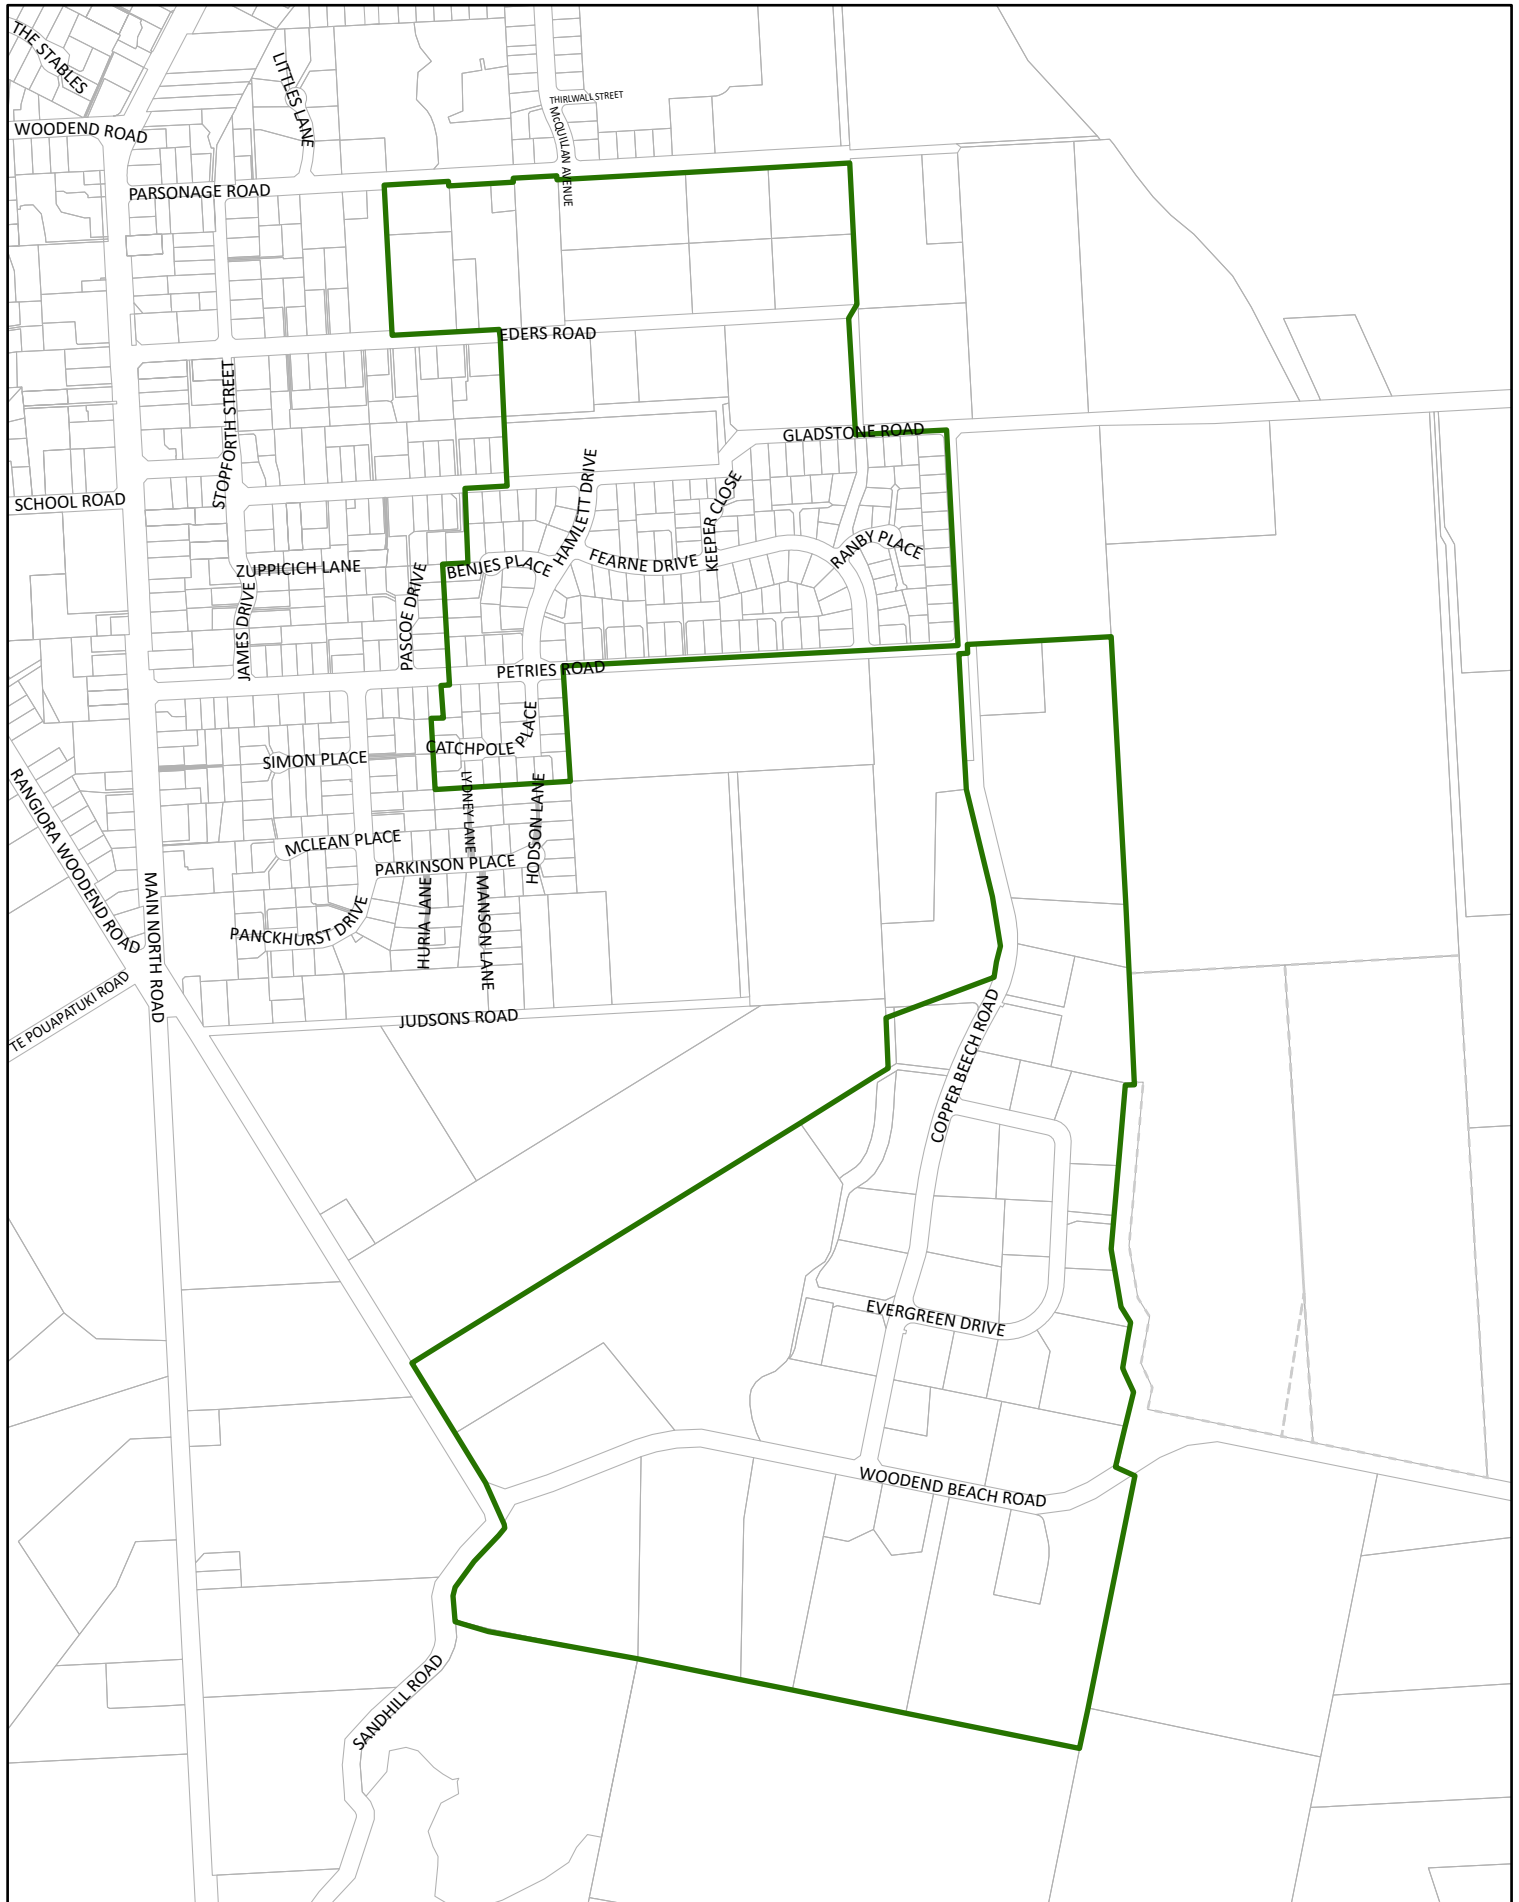 THE STABLES
LITTLES LANE
THIRLWALL STREET
WOODEND ROAD
McQUILLAN AVENUE
PARSONAGE ROAD
EDERS ROAD
STOPFORTH STREET
GLADSTONE ROAD
SCHOOL ROAD
HAMLETT DRIVE
KEEPER CLOSE
RANBY PLACE
ZUPPICICH LANE
BENJES PLACE
FEARNE DRIVE
JAMES DRIVE
PASCOE DRIVE
PETRIES ROAD
CATCHPOLE PLACE
SIMON PLACE
RANGIORA WOODEND ROAD
LYDNEY LANE
HODSON LANE
MCLEAN PLACE
PARKINSON PLACE
MAIN NORTH ROAD
PANCKHURST DRIVE
HURIA LANE
MANSON LANE
TE POUAPATUKI ROAD
JUDSONS ROAD
COPPER BEECH ROAD
EVERGREEN DRIVE
WOODEND BEACH ROAD
SANDHILL ROAD